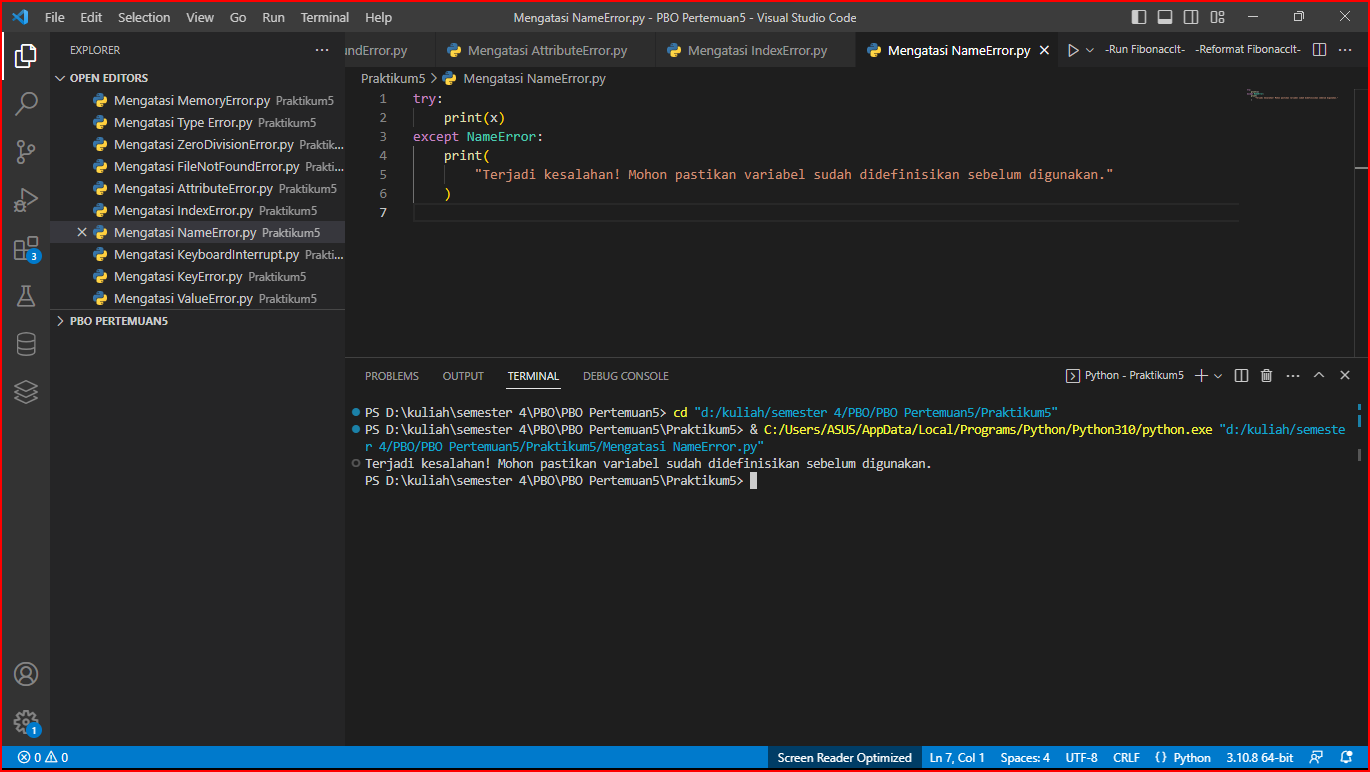 File Edit Selection View Go Run Terminal Help
Mengatasi NameError.py - PBO Pertemuan5 - Visual Studio Code
EXPLORER
OPEN EDITORS
Mengatasi MemoryError.py Praktikum5
Mengatasi Type Error.py Praktikum5
Mengatasi ZeroDivisionError.py Praktik...
Mengatasi FileNotFoundError.py Prakti...
Mengatasi AttributeError.py Praktikum5
Mengatasi IndexError.py Praktikum5
Mengatasi NameError.py Praktikum5
Mengatasi KeyboardInterrupt.py Prakti...
Mengatasi KeyError.py Praktikum5
Mengatasi ValueError.py Praktikum5
PBO PERTEMUAN5
3
1
undError.py Mengatasi AttributeError.py Mengatasi IndexError.py Mengatasi NameError.py -Run FibonaccIt- -Reformat FibonaccIt-
Praktikum5 > Mengatasi NameError.py
1 try:
2 print(x)
3 except NameError:
4 print(
5 "Terjadi kesalahan! Mohon pastikan variabel sudah didefinisikan sebelum digunakan."
6 )
7
PROBLEMS OUTPUT TERMINAL DEBUG CONSOLE
Python - Praktikum5
PS D:\kuliah\semester 4\PBO\PBO Pertemuan5> cd "d:/kuliah/semester 4/PBO/PBO Pertemuan5/Praktikum5"
PS D:\kuliah\semester 4\PBO\PBO Pertemuan5\Praktikum5> & C:/Users/ASUS/AppData/Local/Programs/Python/Python310/python.exe "d:/kuliah/semeste
r 4/PBO/PBO Pertemuan5/Praktikum5/Mengatasi NameError.py"
Terjadi kesalahan! Mohon pastikan variabel sudah didefinisikan sebelum digunakan.
PS D:\kuliah\semester 4\PBO\PBO Pertemuan5\Praktikum5>
0 0 Screen Reader Optimized Ln 7, Col 1 Spaces: 4 UTF-8 CRLF {} Python 3.10.8 64-bit